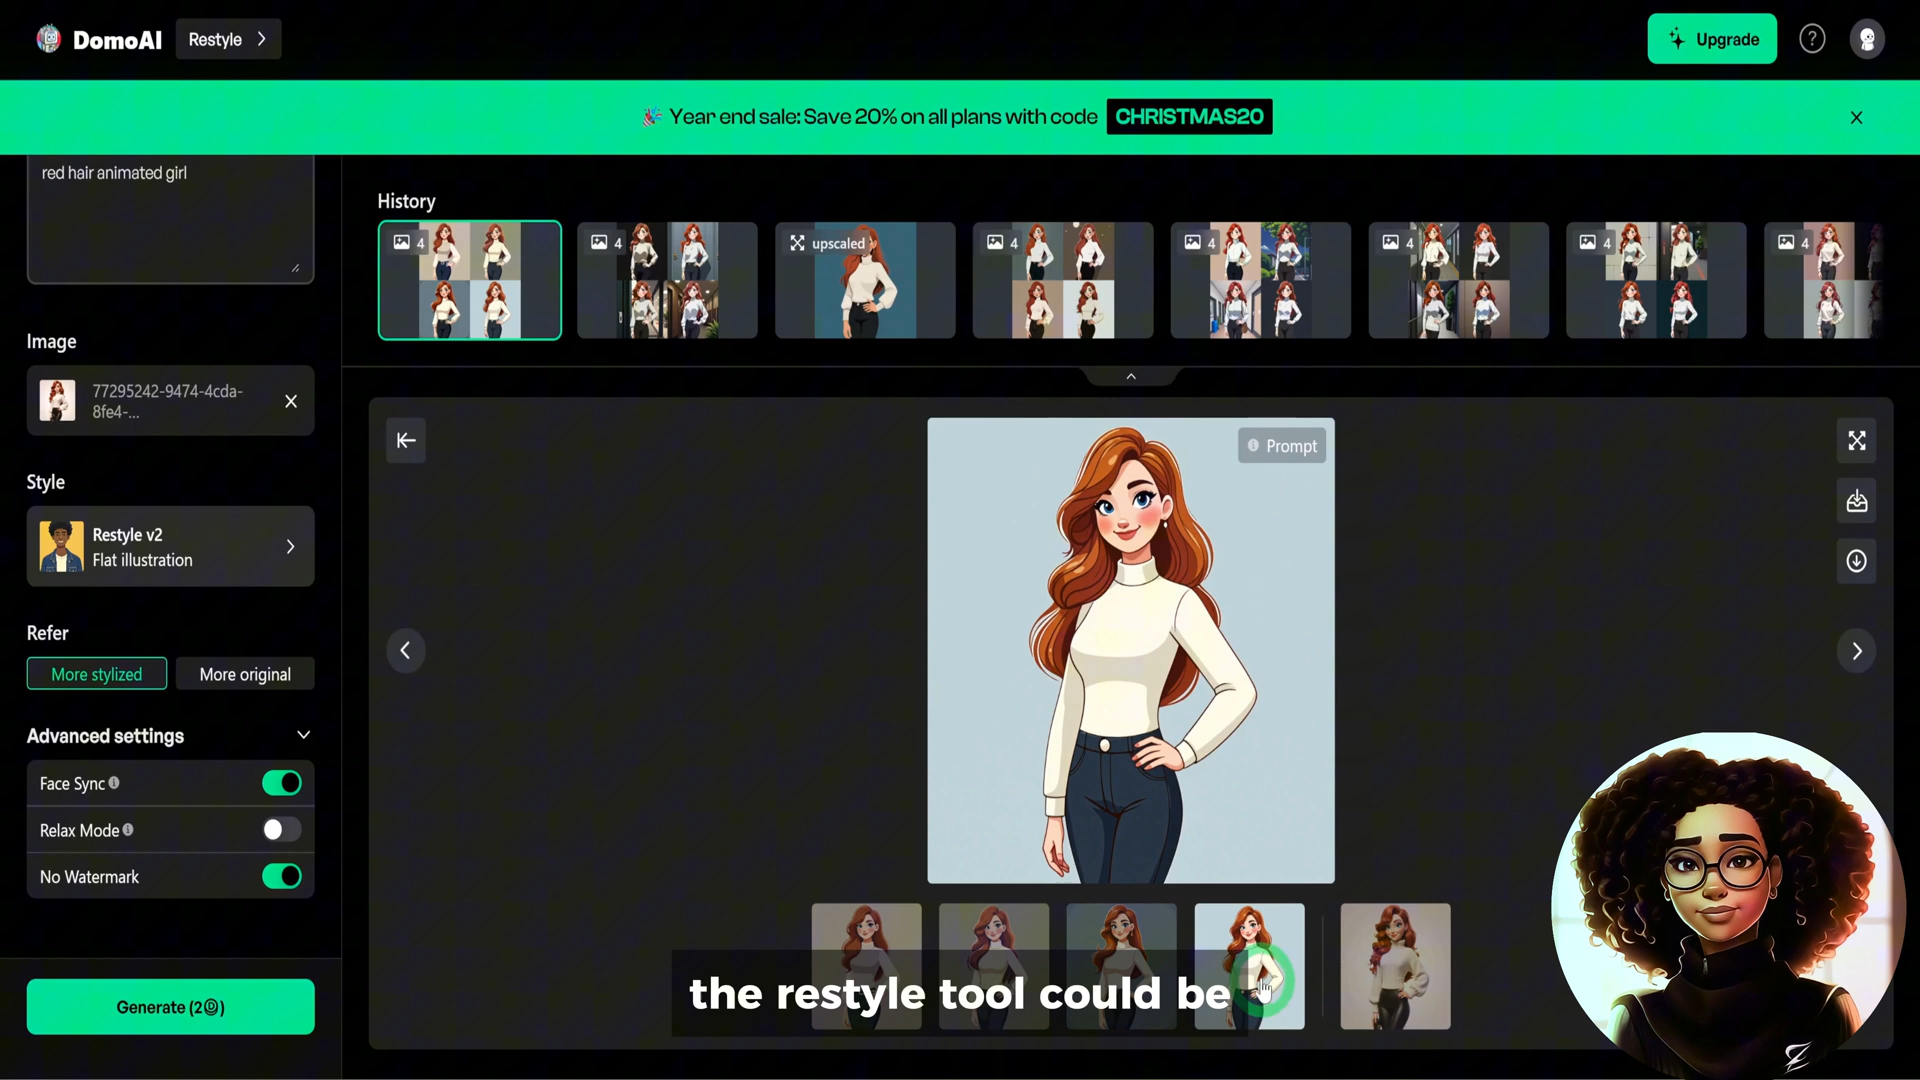 DomoAI
Restyle
Upgrade
Year end sale: Save 20% on all plans with code CHRISTMAS20
red hair animated girl
History
4
4
upscaled
4
4
4
4
4
Image
77295242-9474-4cda-
8fe4-...
Prompt
Style
Restyle v2
Flat illustration
Refer
More stylized
More original
Advanced settings
Face Sync
Relax Mode
No Watermark
Generate (2)
the restyle tool could be